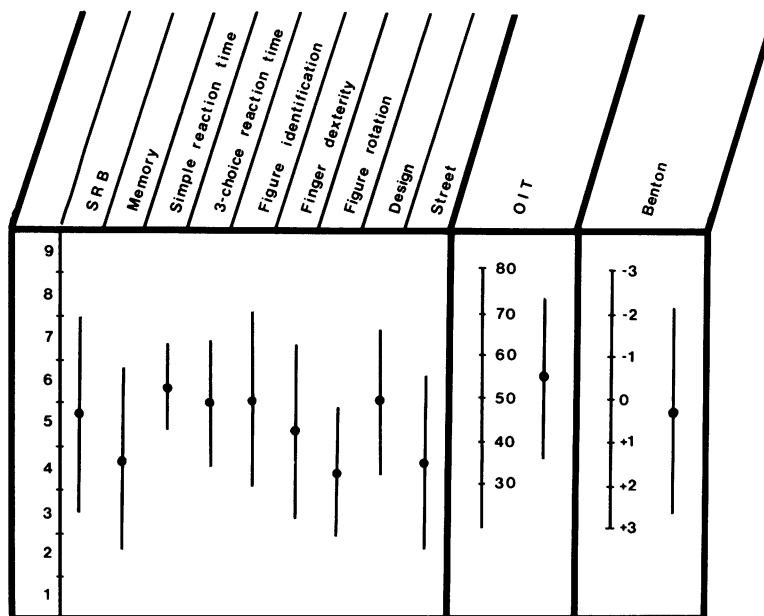 SRB
Memory
Simple reaction time
3-choice reaction time
Figure identification
Finger dexterity
Figure rotation
Design
Street
OIT
Benton
9
8
7
6
5
4
3
2
1
80
70
60
50
40
30
-3
-2
-1
0
+1
+2
+3